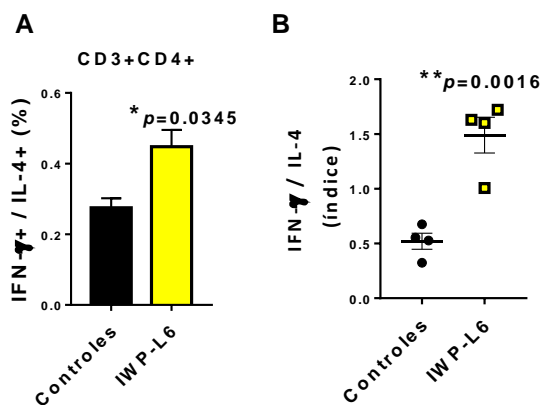 A
CD3+CD4+
IFN-γ+ / IL-4+ (%)
0.6
0.4
0.2
0.0
*p=0.0345
Controles
IWP-L6
B
IFN-γ / IL-4
(índice)
2.0
1.5
1.0
0.5
0.0
**p=0.0016
Controles
IWP-L6